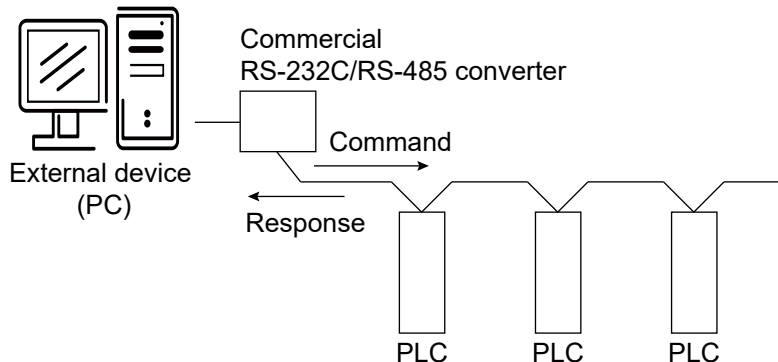 Commercial
RS-232C/RS-485 converter
Command
External device
(PC)
Response
PLC
PLC
PLC